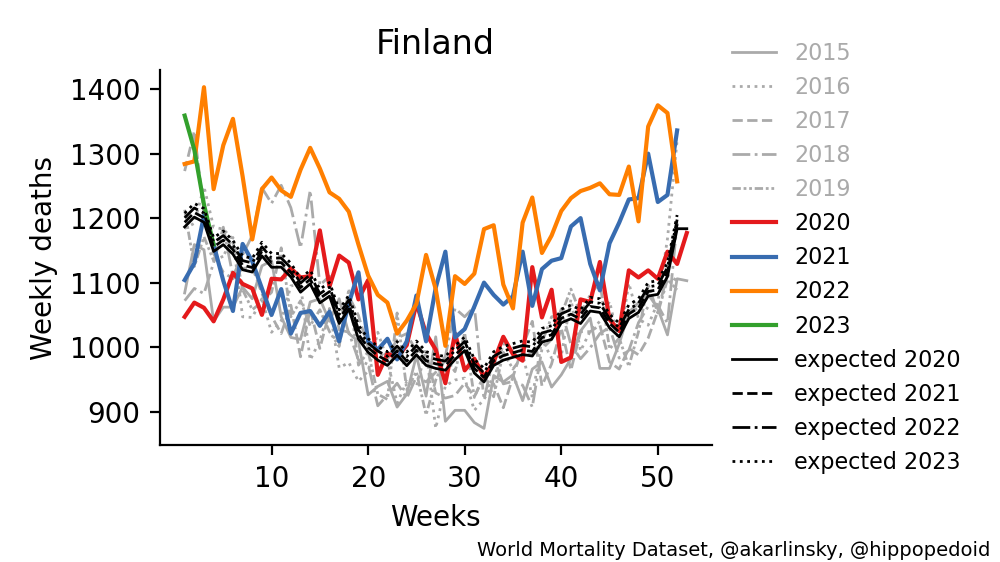 Finland
Weekly deaths
1400
1300
1200
1100
1000
900
10 20 30 40 50
Weeks
2015
2016
2017
2018
2019
2020
2021
2022
2023
expected 2020
expected 2021
expected 2022
expected 2023
World Mortality Dataset, @akarlinsky, @hippopedoid